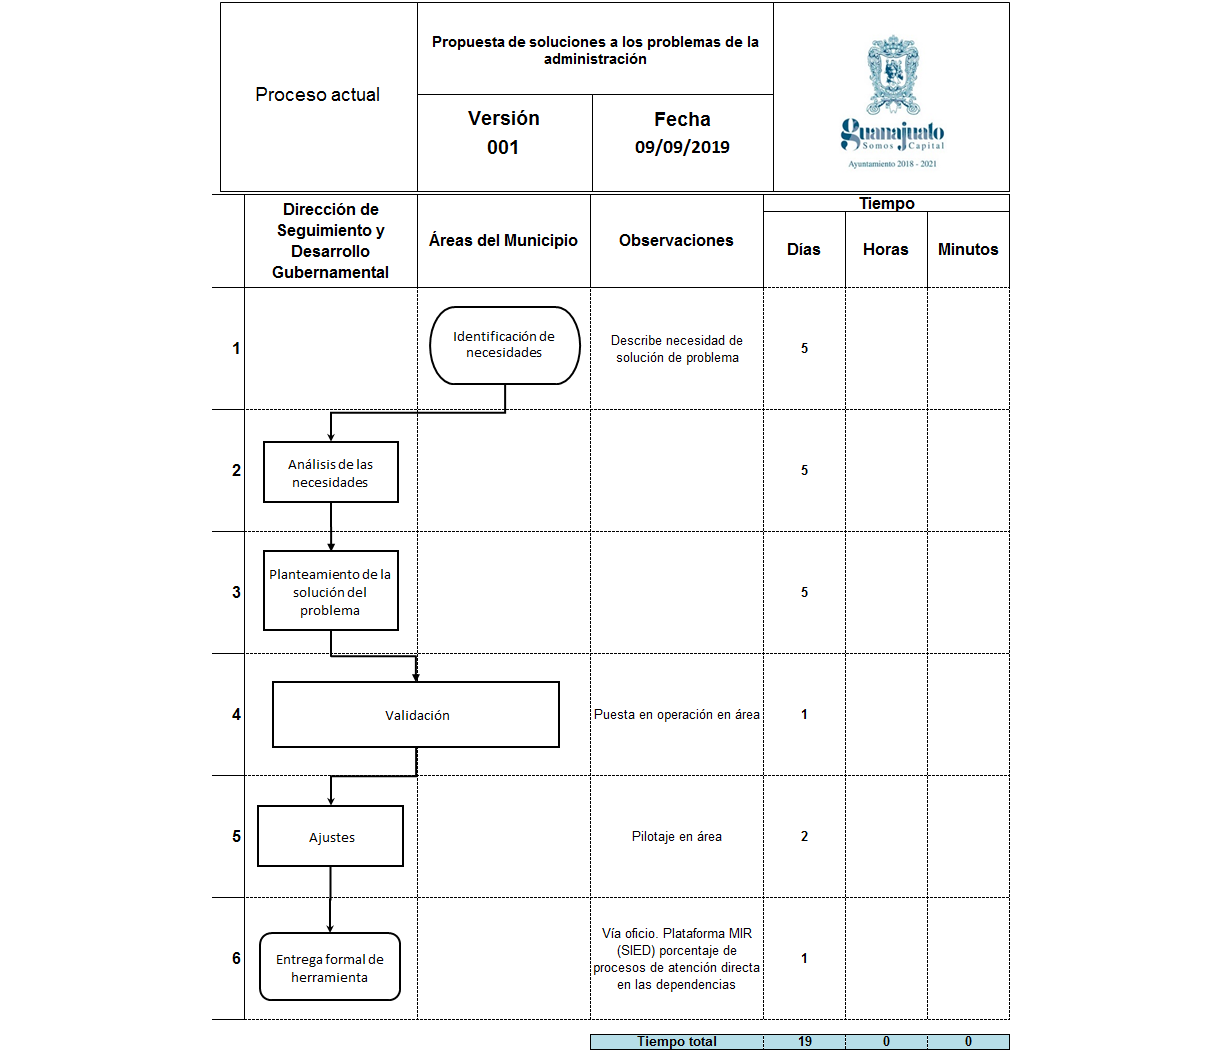 Proceso actual
Propuesta de soluciones a los problemas de la
administración
Versión
001
Fecha
09/09/2019
guanajuato
Somos Capital
Ayuntamiento 2018 - 2021
Dirección de
Seguimiento y
Desarrollo
Gubernamental
Áreas del Municipio
Observaciones
Tiempo
Días
Horas
Minutos
1
Identificación de
necesidades
Describe necesidad de
solución de problema
5
2
Análisis de las
necesidades
5
3
Planteamiento de la
solución del
problema
5
4
Validación
Puesta en operación en área
1
5
Ajustes
Pilotaje en área
2
6
Entrega formal de
herramienta
Vía oficio. Plataforma MIR
(SIED) porcentaje de
procesos de atención directa
en las dependencias
1
Tiempo total
19
0
0